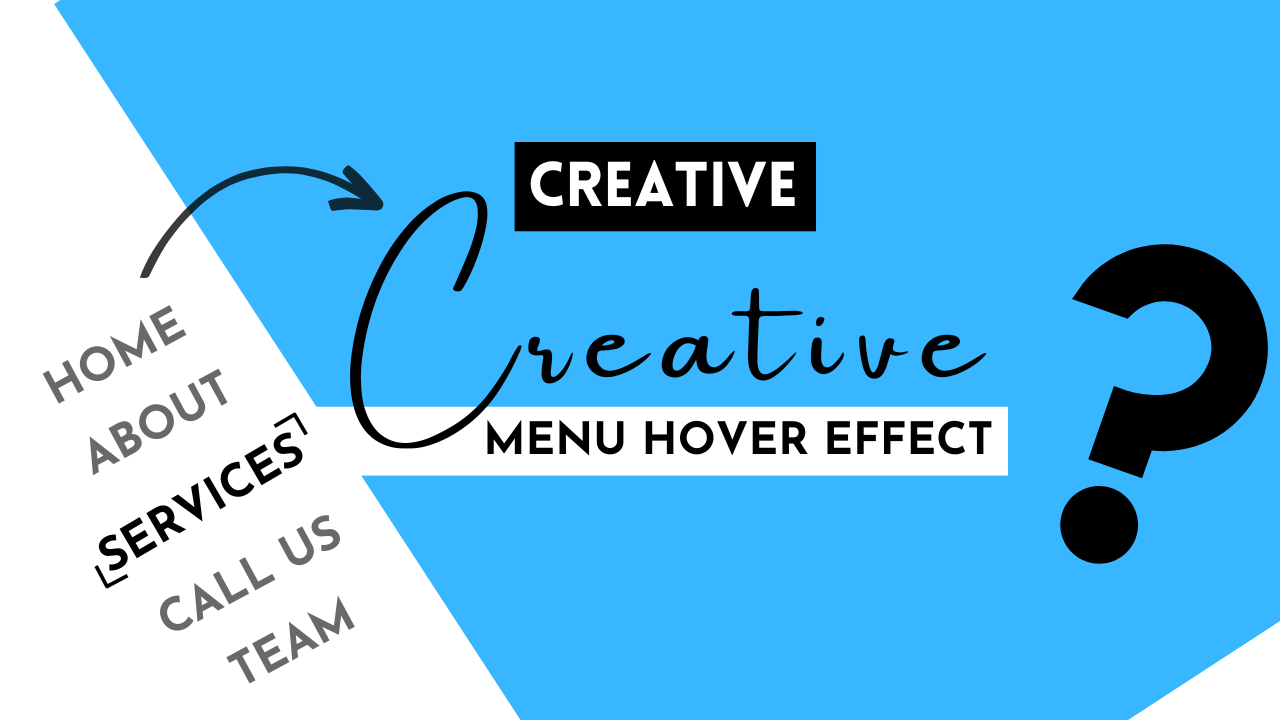 CREATIVE
Creative
MENU HOVER EFFECT
?
HOME
ABOUT
SERVICES
CALL US
TEAM